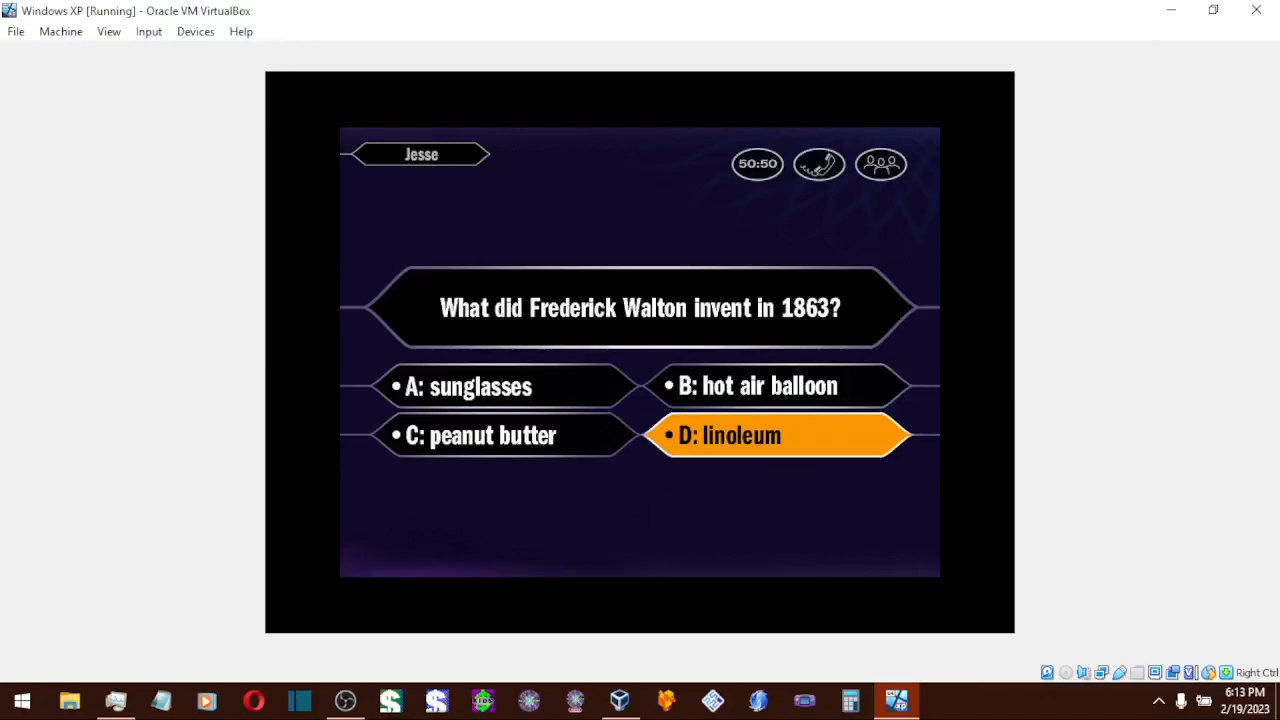 Windows XP [Running] - Oracle VM VirtualBox
File Machine View Input Devices Help
Jesse
50:50
What did Frederick Walton invent in 1863?
• A: sunglasses
• B: hot air balloon
• C: peanut butter
• D: linoleum
Right Ctrl
6:13 PM
2/19/2023